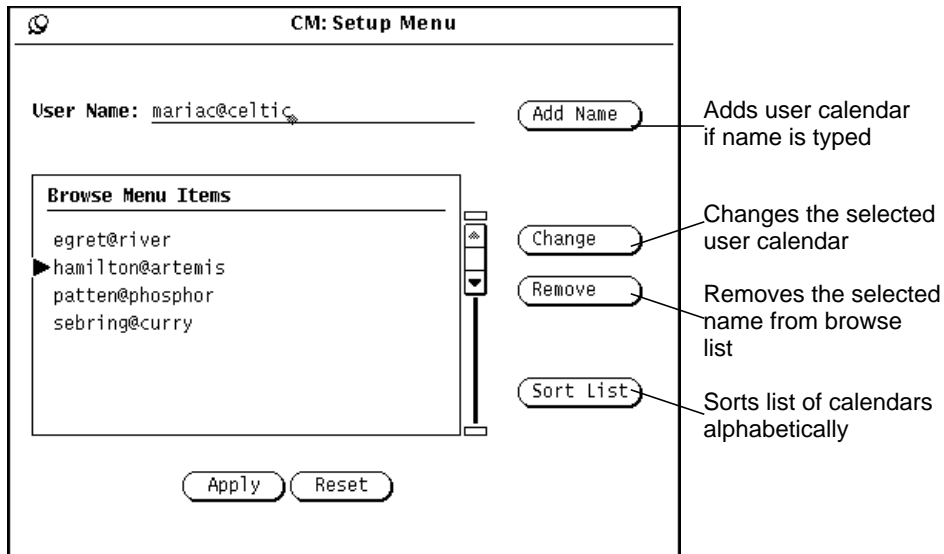 CM: Setup Menu
User Name: mariac@celtic
Add Name
Adds user calendar
if name is typed
Browse Menu Items
egret@river
hamilton@artemis
patten@phosphor
sebring@curry
Change
Changes the selected
user calendar
Remove
Removes the selected
name from browse
list
Sort List
Sorts list of calendars
alphabetically
Apply
Reset